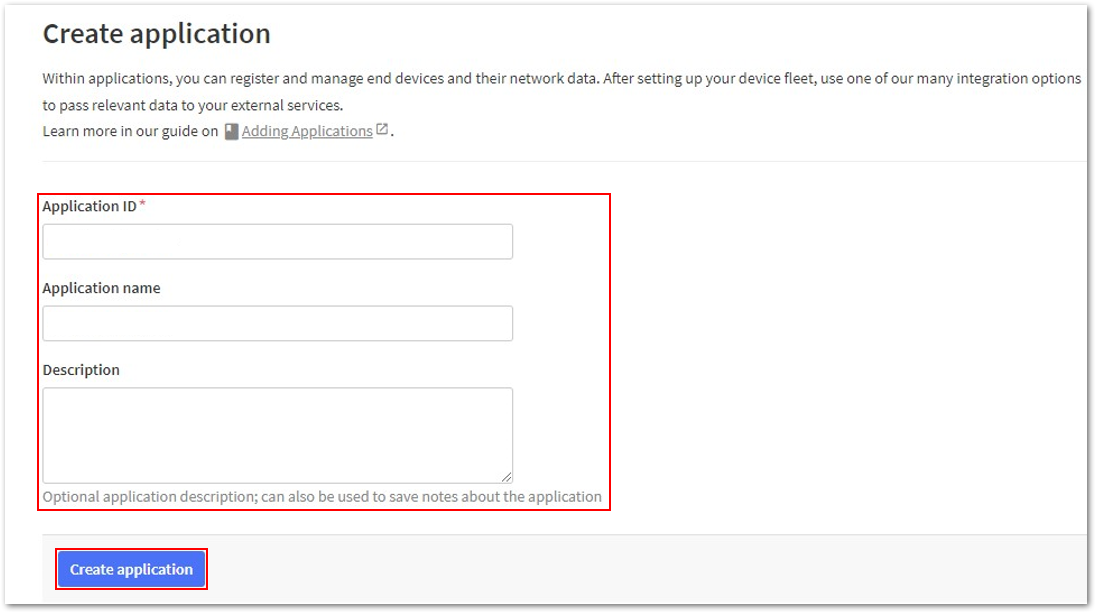 Create application
Within applications, you can register and manage end devices and their network data. After setting up your device fleet, use one of our many integration options
to pass relevant data to your external services.
Learn more in our guide on Adding Applications.
Application ID*
Application name
Description
Optional application description; can also be used to save notes about the application
Create application